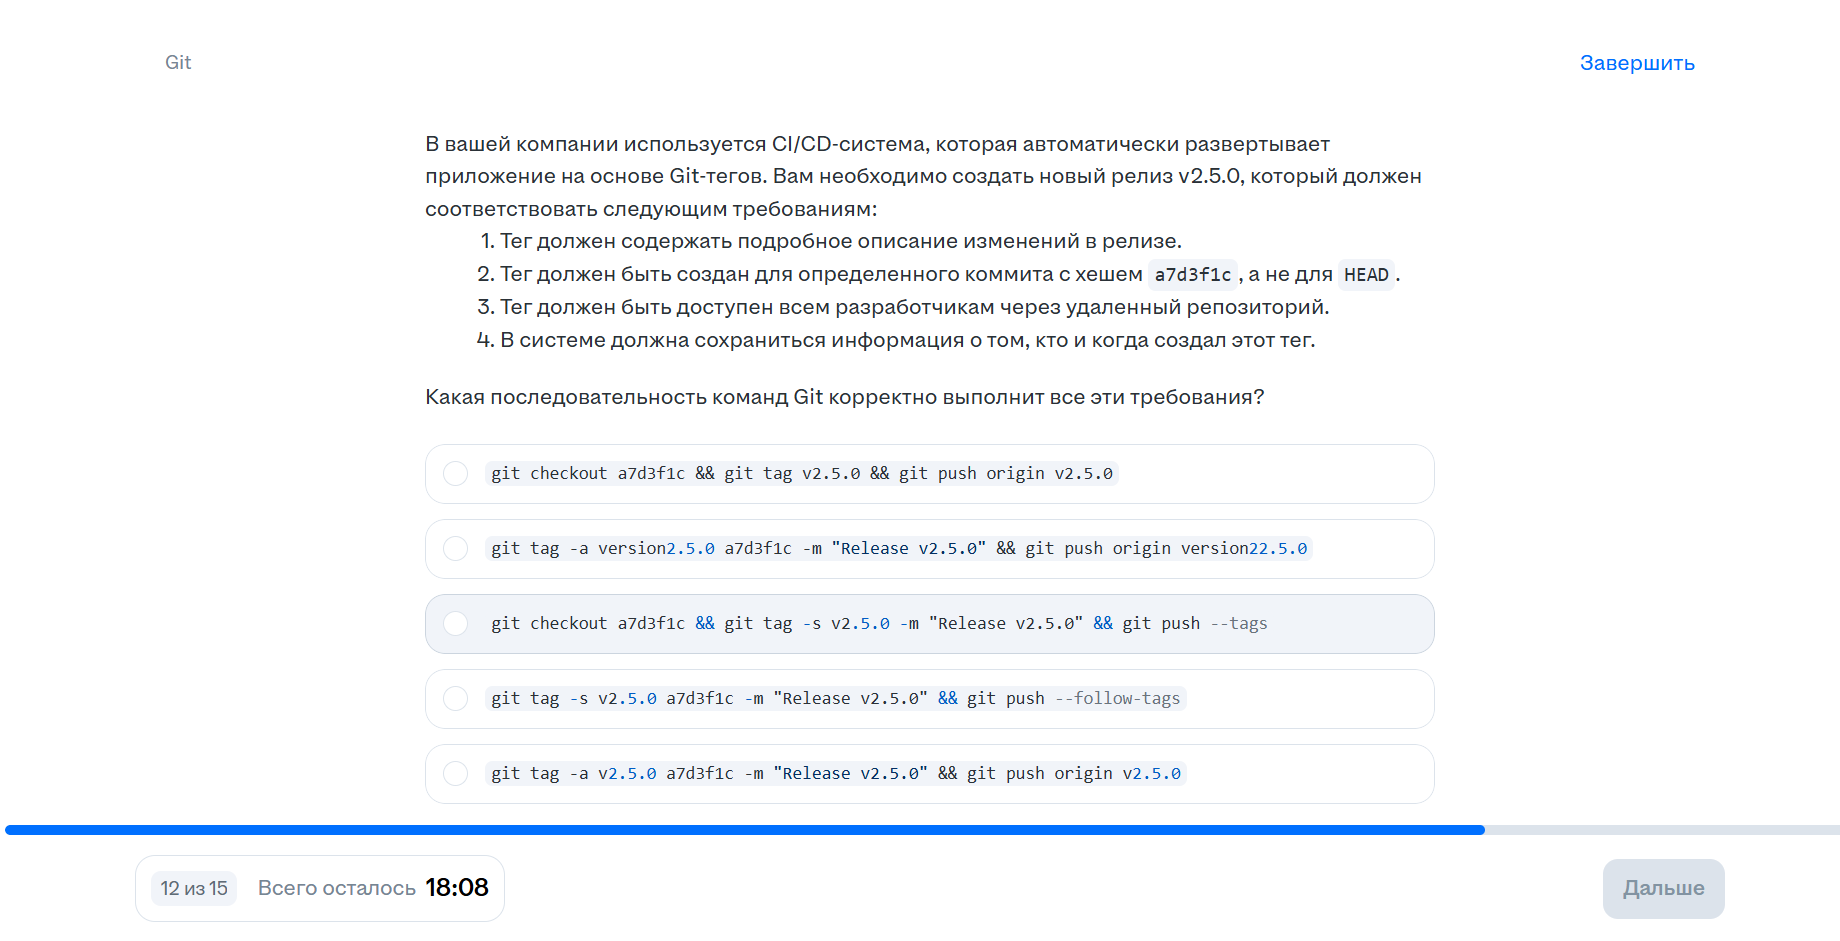 Git
Завершить
В вашей компании используется CI/CD-система, которая автоматически развертывает
приложение на основе Git-тегов. Вам необходимо создать новый релиз v2.5.0, который должен
соответствовать следующим требованиям:
1. Тег должен содержать подробное описание изменений в релизе.
2. Тег должен быть создан для определенного коммита с хешем a7d3f1c, а не для HEAD.
3. Тег должен быть доступен всем разработчикам через удаленный репозиторий.
4. В системе должна сохраниться информация о том, кто и когда создал этот тег.
Какая последовательность команд Git корректно выполнит все эти требования?
git checkout a7d3f1c && git tag v2.5.0 && git push origin v2.5.0
git tag -a version2.5.0 a7d3f1c -m "Release v2.5.0" && git push origin version22.5.0
git checkout a7d3f1c && git tag -s v2.5.0 -m "Release v2.5.0" && git push --tags
git tag -s v2.5.0 a7d3f1c -m "Release v2.5.0" && git push --follow-tags
git tag -a v2.5.0 a7d3f1c -m "Release v2.5.0" && git push origin v2.5.0
12 из 15
Всего осталось 18:08
Дальше